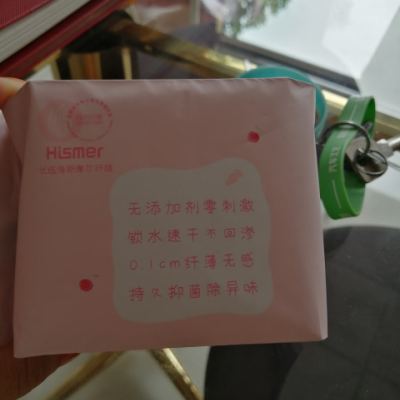 Hismer
无添加剂零刺激
锁水速干不回渗
0.1cm纤薄无感
持久抑菌除异味